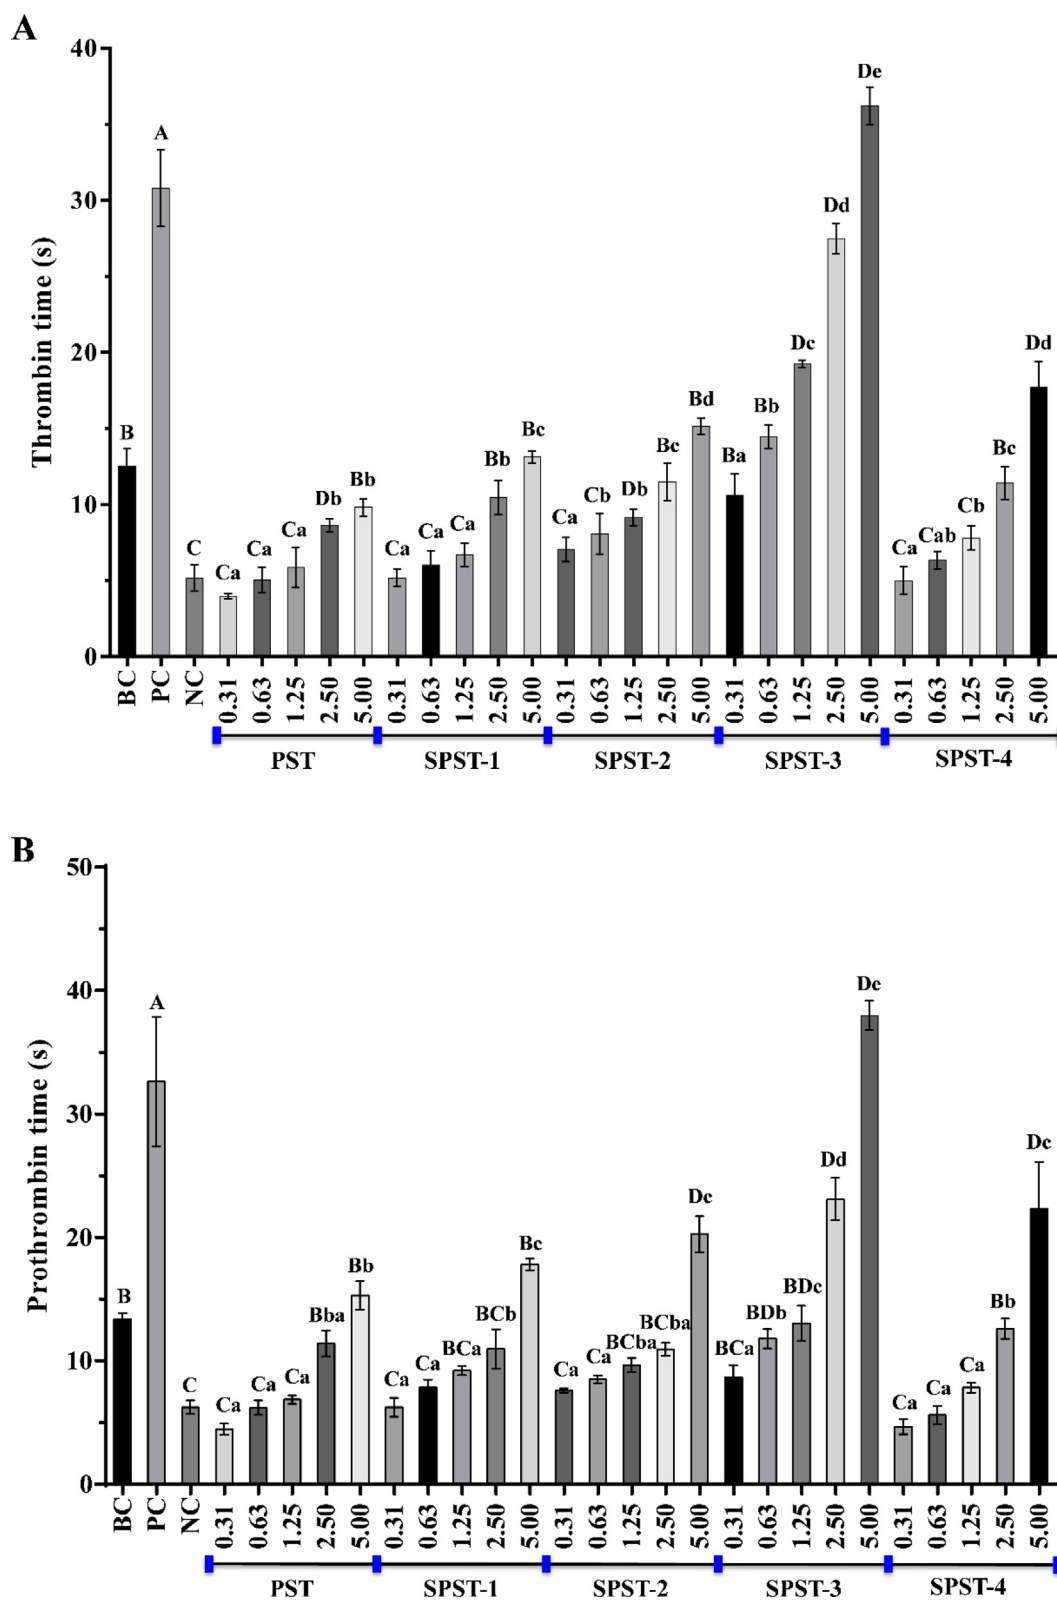 A
Thrombin time (s)
40
30
20
10
0
B
A
C
Ca
Ca
Ca
Db
Bb
Ca
Ca
Ca
Bb
Bc
Ca
Cb
Db
Bc
Bd
Ba
Bb
Dc
Dd
De
Ca
Cab
Cb
Bc
Dd
BC PC NC 0.31 0.63 1.25 2.50 5.00 0.31 0.63 1.25 2.50 5.00 0.31 0.63 1.25 2.50 5.00 0.31 0.63 1.25 2.50 5.00 0.31 0.63 1.25 2.50 5.00
PST SPST-1 SPST-2 SPST-3 SPST-4
B
Prothrombin time (s)
50
40
30
20
10
0
B
A
C
Ca
Ca
Ca
Bba
Bb
Ca
Ca
BCa
BCb
Bc
Ca
Ca
BCba
BCba
Dc
BCa
BDb
BDc
Dd
De
Ca
Ca
Ca
Bb
Dc
BC PC NC 0.31 0.63 1.25 2.50 5.00 0.31 0.63 1.25 2.50 5.00 0.31 0.63 1.25 2.50 5.00 0.31 0.63 1.25 2.50 5.00 0.31 0.63 1.25 2.50 5.00
PST SPST-1 SPST-2 SPST-3 SPST-4